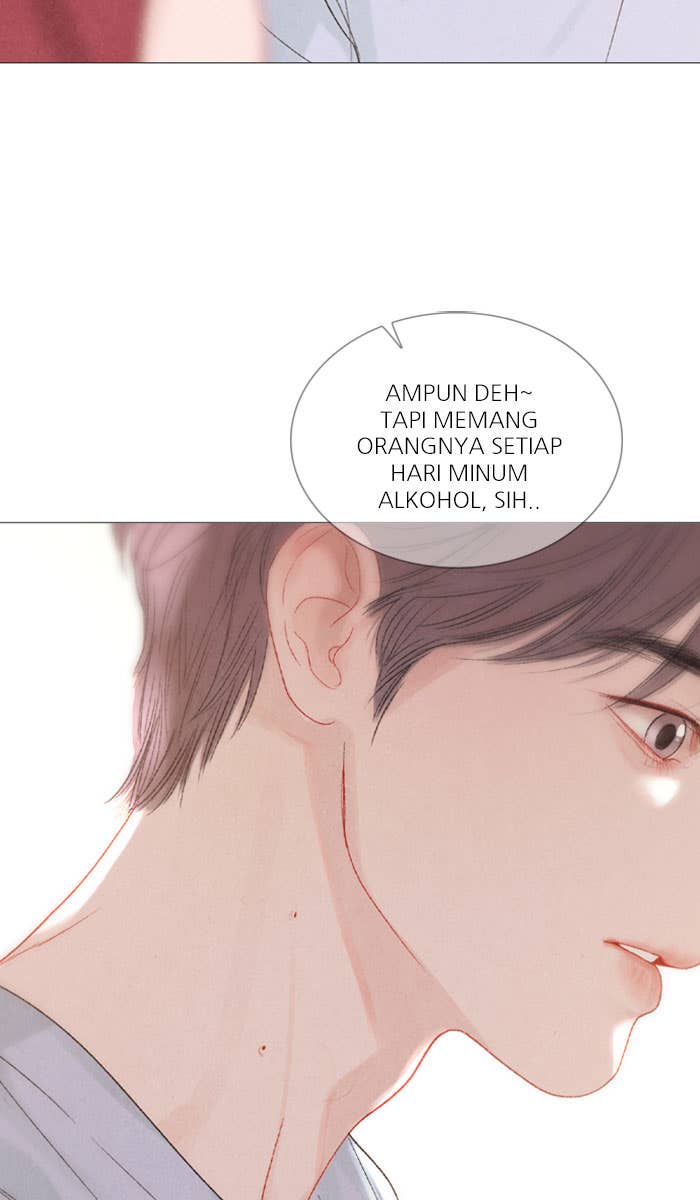 AMPUN DEH~
TAPI MEMANG
ORANGNYA SETIAP
HARI MINUM
ALKOHOL, SIH..